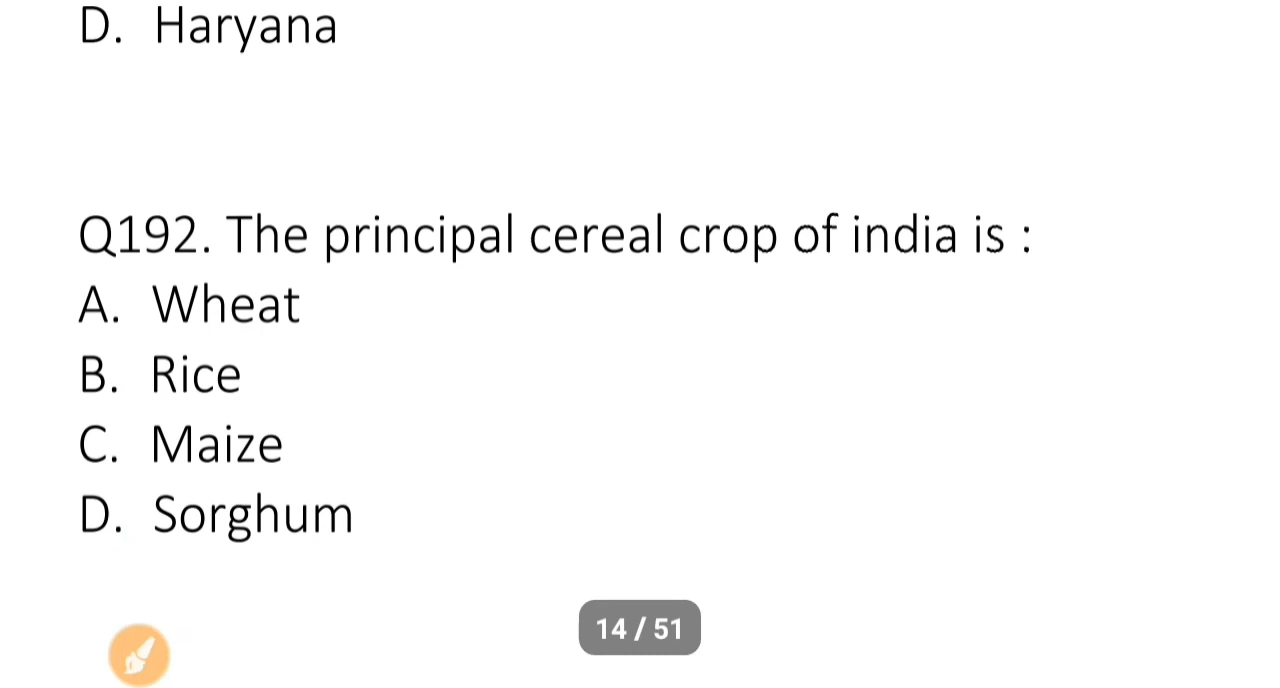 D. Haryana
Q192. The principal cereal crop of india is :
A. Wheat
B. Rice
C. Maize
D. Sorghum
14 / 51